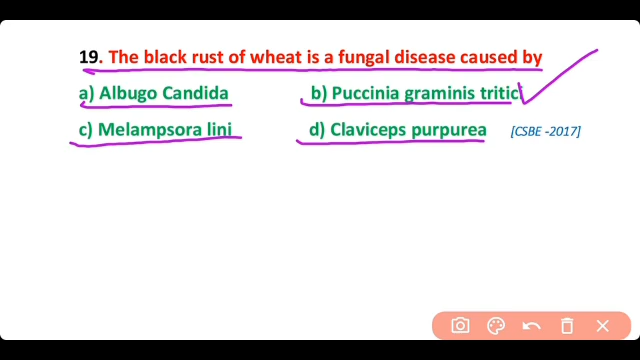 19. The black rust of wheat is a fungal disease caused by
a) Albugo Candida b) Puccinia graminis tritici
c) Melampsora lini d) Claviceps purpurea [CSBE -2017]